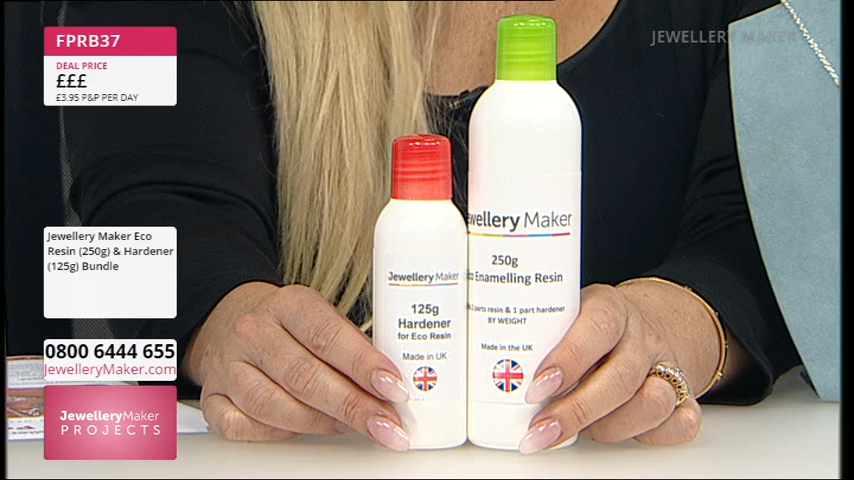 FPRB37
DEAL PRICE
£££
£3.95 P&P PER DAY
JEWELLERY MAKER
Jewellery Maker Eco
Resin (250g) & Hardener
(125g) Bundle
0800 6444 655
JewelleryMaker.com
JewelleryMaker
PROJECTS
Jewellery Maker
125g
Hardener
for Eco Resin
Made in UK
ewellery Maker
250g
Enamelling Resin
2 parts resin & 1 part hardener
BY WEIGHT
Made in the UK